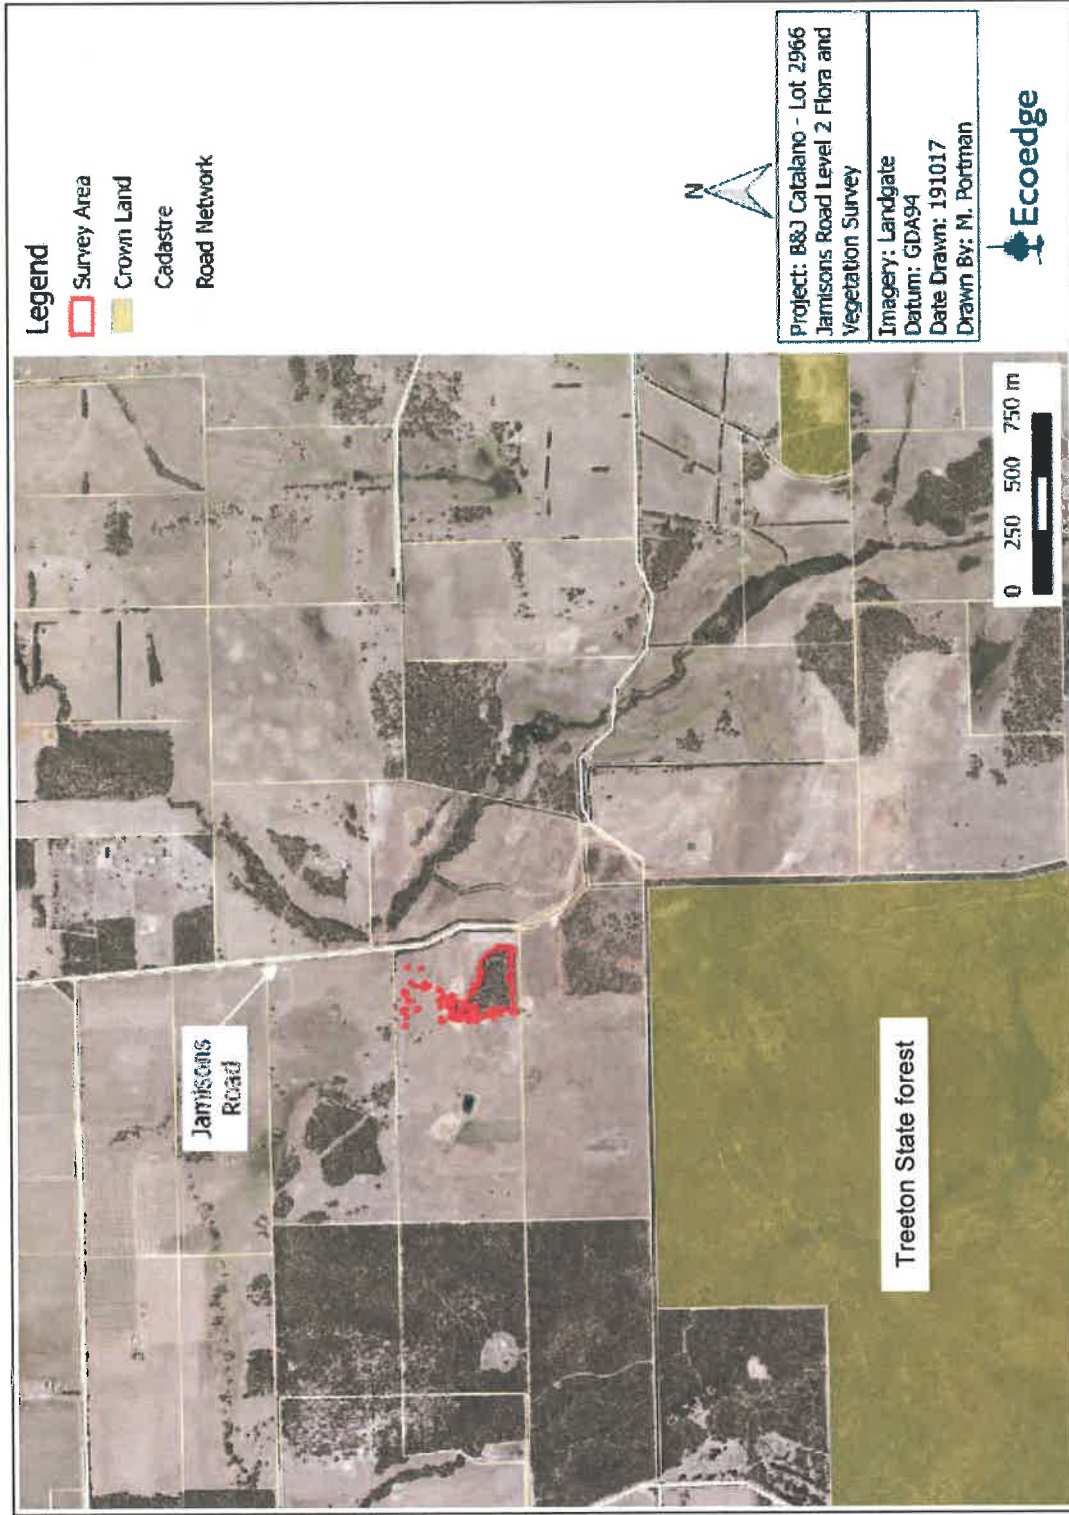 Legend
Survey Area
Crown Land
Cadastre
Road Network
Jamisons
Road
Treeton State forest
N
Project: B&J Catalano - Lot 2966
Jamisons Road Level 2 Flora and
Vegetation Survey
Imagery: Landgate
Datum: GDA94
Date Drawn: 191017
Drawn By: M. Portman
Ecoedge
0 250 500 750 m